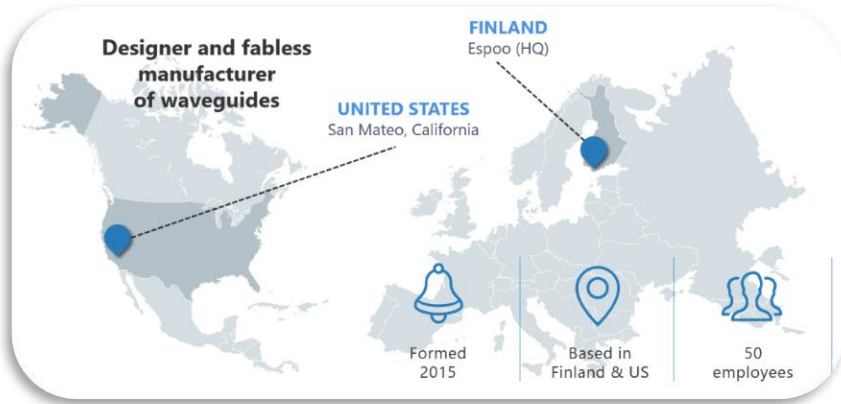 Designer and fabless
manufacturer
of waveguides
FINLAND
Espoo (HQ)
UNITED STATES
San Mateo, California
Formed
2015
Based in
Finland & US
50
employees